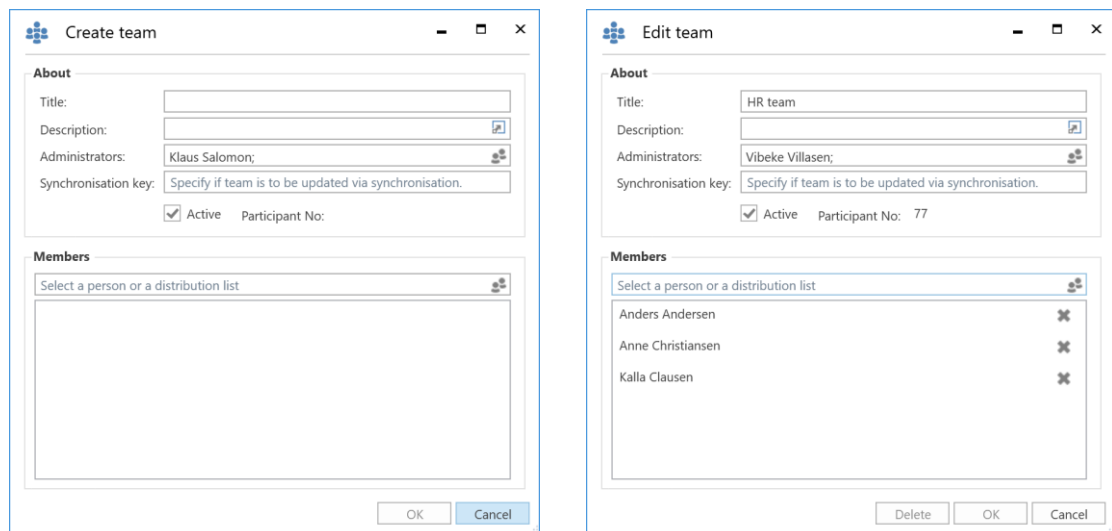 Create team
About
Title:
Description:
Administrators: Klaus Salomon;
Synchronisation key: Specify if team is to be updated via synchronisation.
Active Participant No:
Members
Select a person or a distribution list
OK Cancel
Edit team
About
Title: HR team
Description:
Administrators: Vibeke Villasen;
Synchronisation key: Specify if team is to be updated via synchronisation.
Active Participant No: 77
Members
Select a person or a distribution list
Anders Andersen
Anne Christiansen
Kalla Clausen
Delete OK Cancel